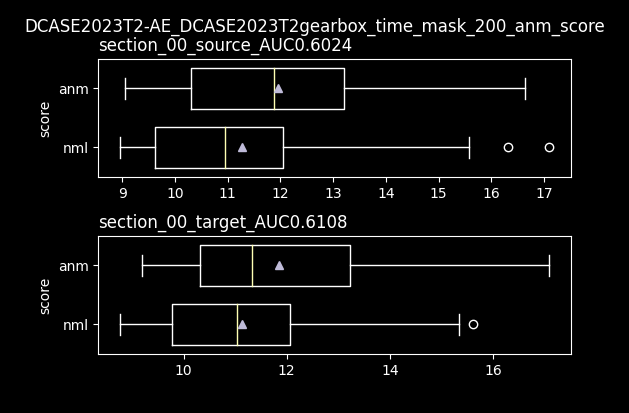 DCASE2023T2-AE_DCASE2023T2gearbox_time_mask_200_anm_score
section_00_source_AUC0.6024
score
anm
nml
9 10 11 12 13 14 15 16 17
section_00_target_AUC0.6108
score
anm
nml
10 12 14 16